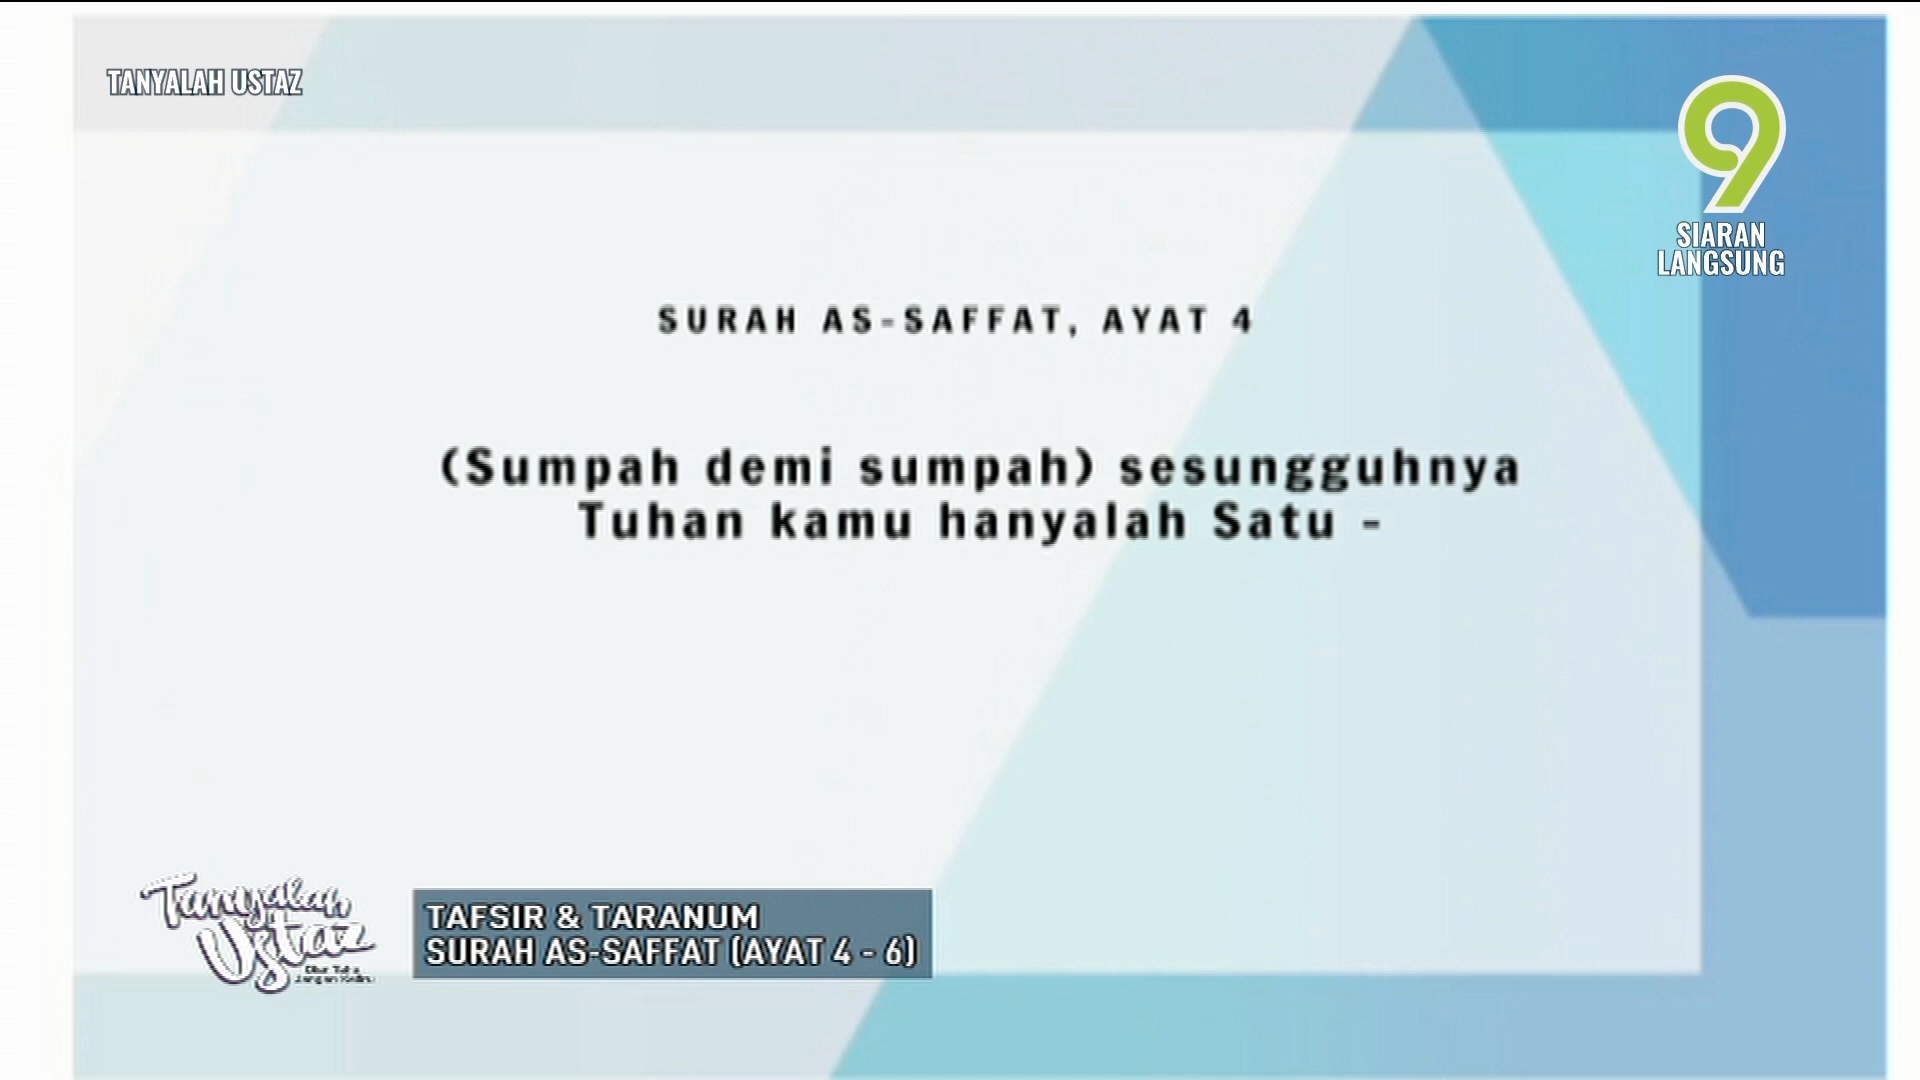 TANYALAH USTAZ
9
SIARAN
LANGSUNG
SURAH AS-SAFFAT, AYAT 4
(Sumpah demi sumpah) sesungguhnya
Tuhan kamu hanyalah Satu -
Tanyalah
Ustaz
TAFSIR & TARANUM
SURAH AS-SAFFAT (AYAT 4 - 6)